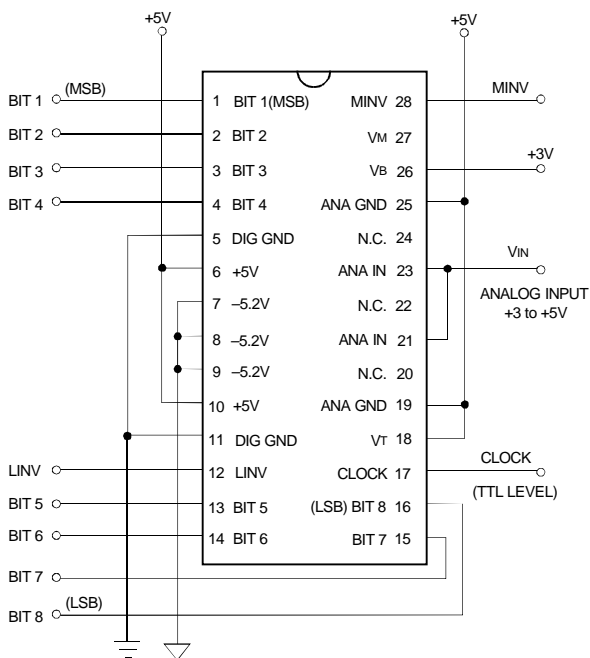 +5V
+5V
BIT 1 (MSB)
BIT 2
BIT 3
BIT 4
1 BIT 1(MSB)
2 BIT 2
3 BIT 3
4 BIT 4
5 DIG GND
6 +5V
7 –5.2V
8 –5.2V
9 –5.2V
10 +5V
11 DIG GND
12 LINV
13 BIT 5
14 BIT 6
MINV 28
VM 27
VB 26
ANA GND 25
N.C. 24
ANA IN 23
N.C. 22
ANA IN 21
N.C. 20
ANA GND 19
VT 18
CLOCK 17
(LSB) BIT 8 16
BIT 7 15
MINV
+3V
VIN
ANALOG INPUT
+3 to +5V
CLOCK
(TTL LEVEL)
LINV
BIT 5
BIT 6
BIT 7
BIT 8 (LSB)